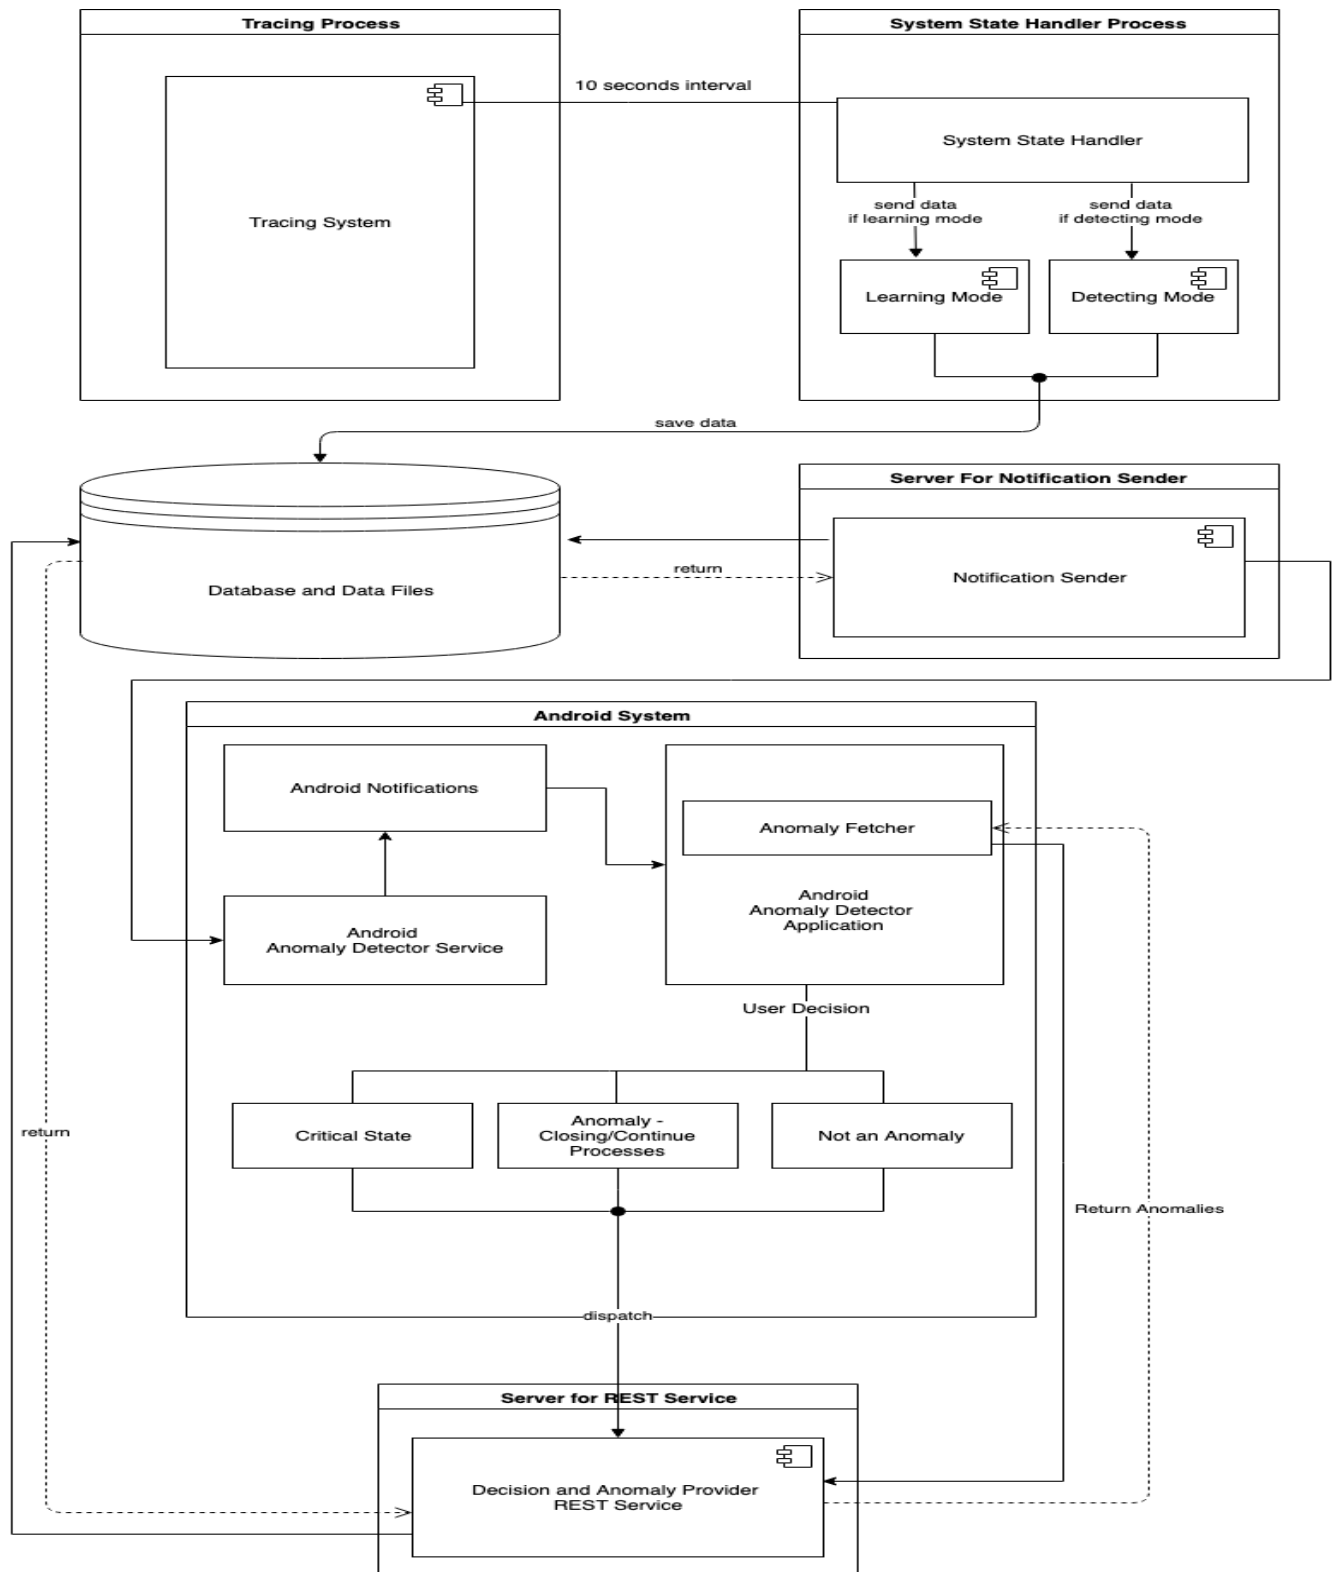 Tracing Process
System State Handler Process
10 seconds interval
System State Handler
Tracing System
send data
if learning mode
send data
if detecting mode
Learning Mode
Detecting Mode
save data
Server For Notification Sender
return
Notification Sender
Database and Data Files
Android System
Android Notifications
Anomaly Fetcher
Android
Anomaly Detector
Application
Android
Anomaly Detector Service
User Decision
Critical State
Anomaly -
Closing/Continue
Processes
Not an Anomaly
return
Return Anomalies
dispatch
Server for REST Service
Decision and Anomaly Provider
REST Service